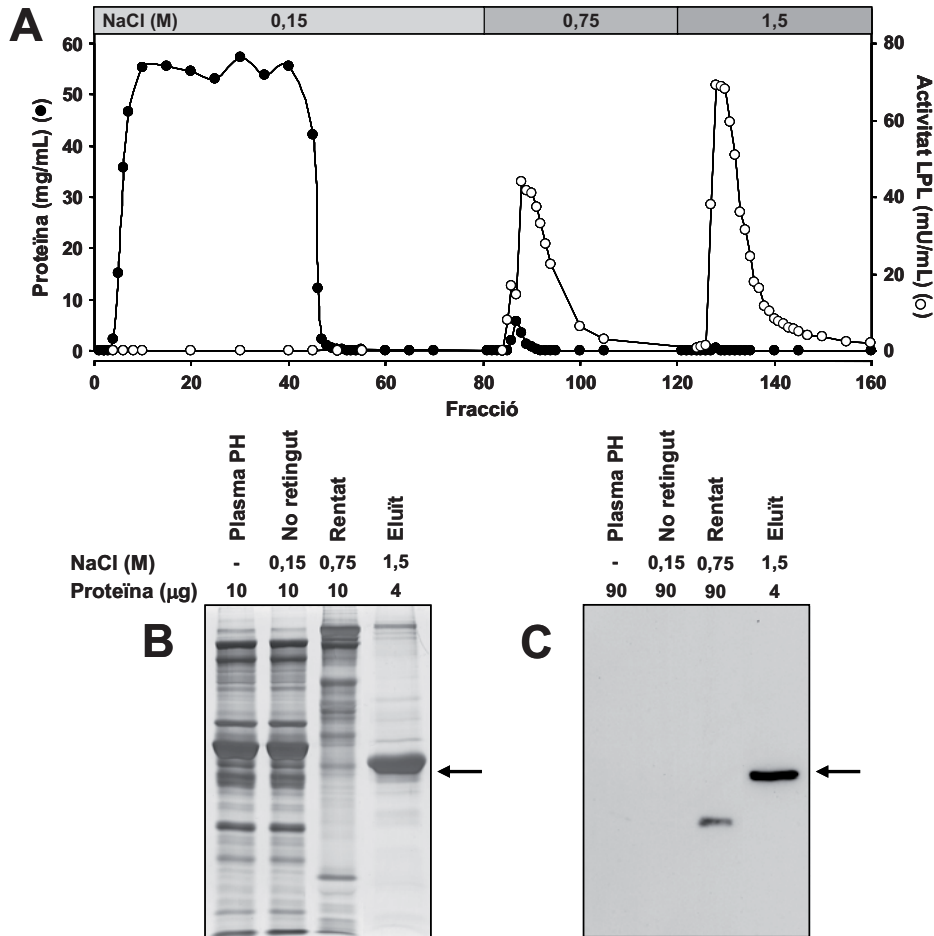 A
NaCl (M) 0,15 0,75 1,5
60 80
50
60
40
30 40
20
20
10
0 0
Proteïna (mg/mL) (●)
Activitat LPL (mU/mL) (○)
0 20 40 60 80 100 120 140 160
Fracció
Plasma PH No retingut Rentat Eluït
NaCl (M) - 0,15 0,75 1,5
Proteïna (µg) 10 10 10 4
B
Plasma PH No retingut Rentat Eluït
- 0,15 0,75 1,5
90 90 90 4
C